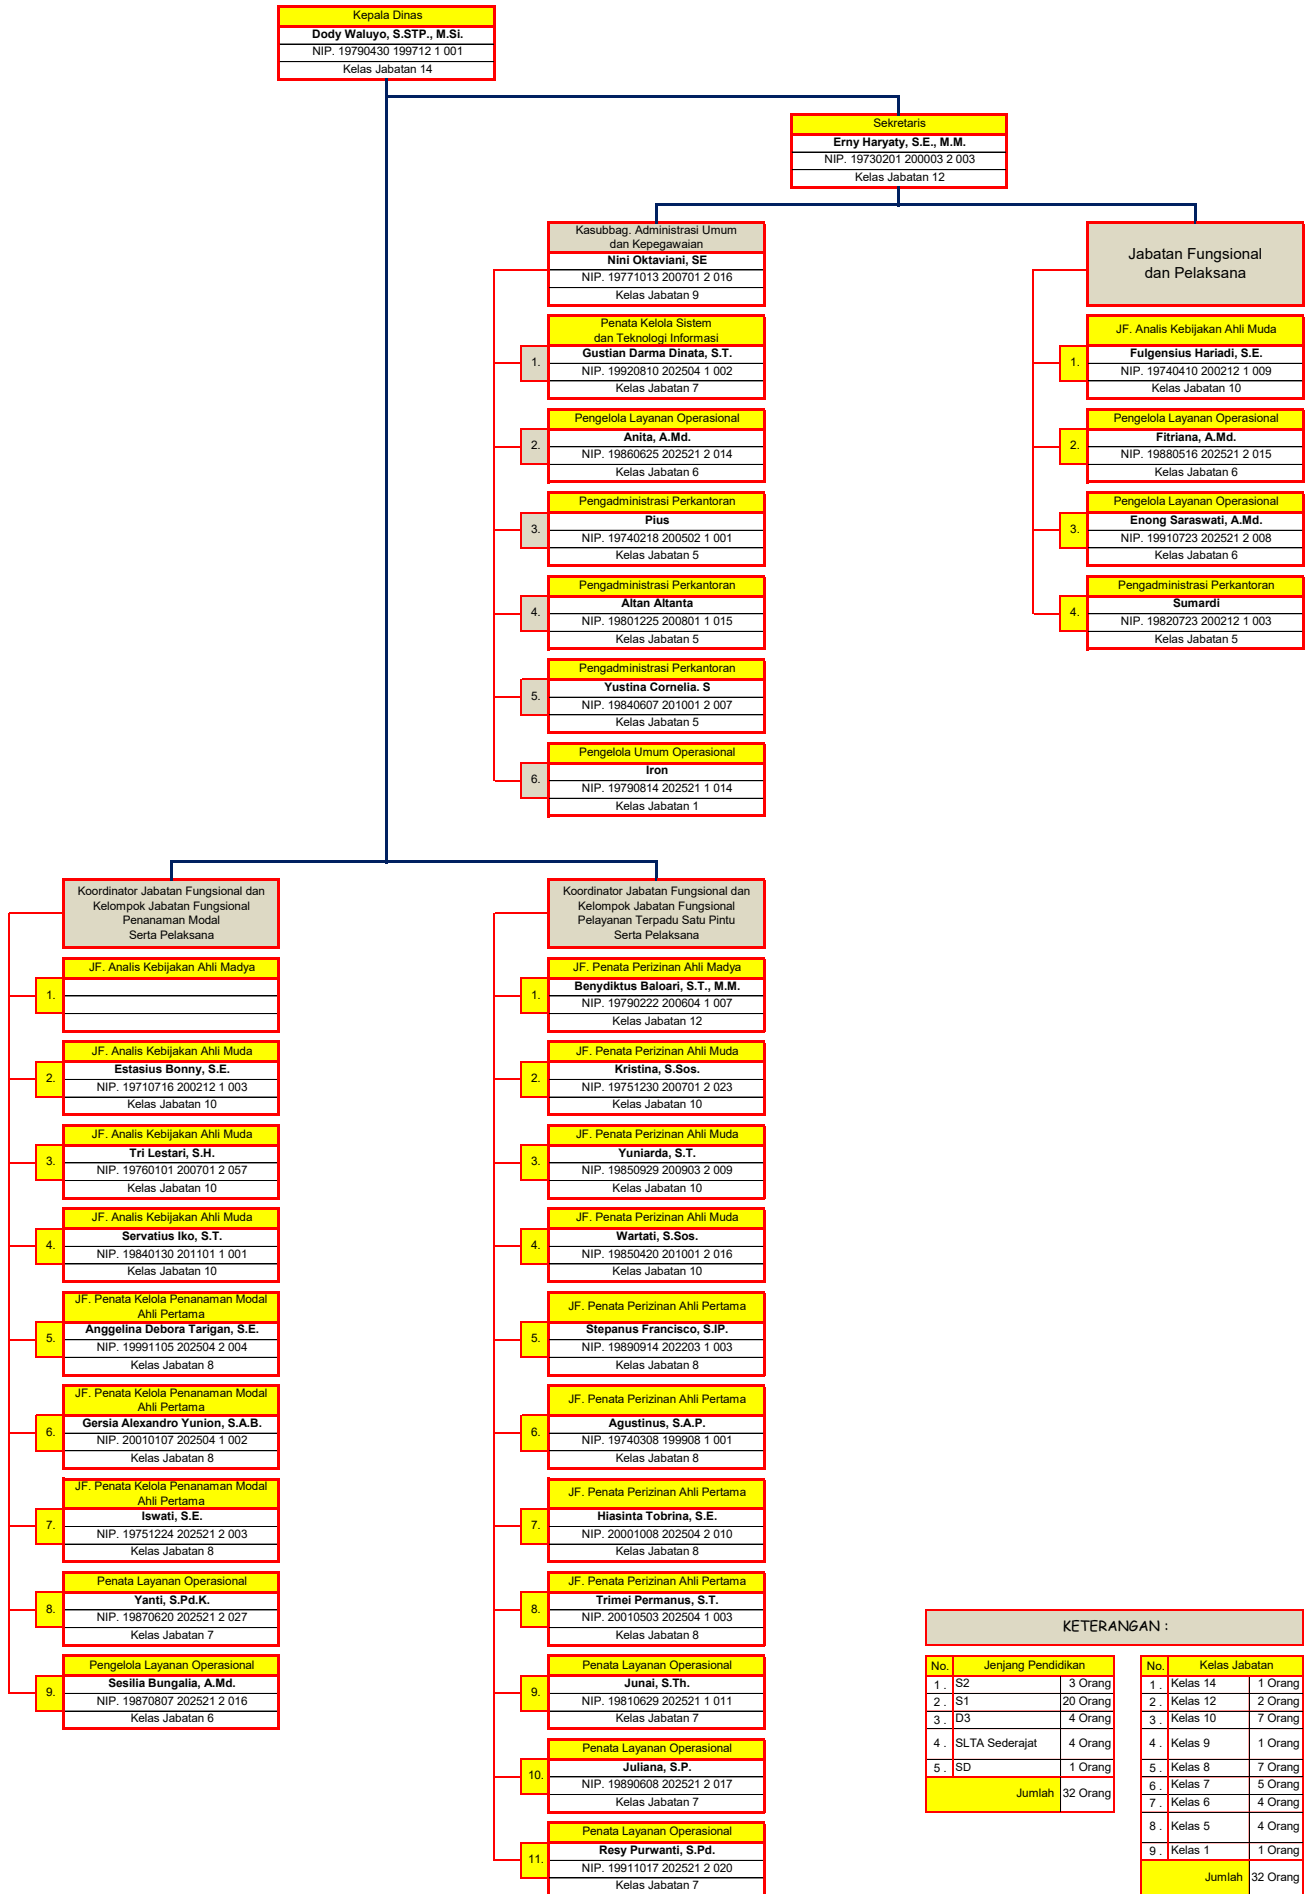 Kepala Dinas
Dody Waluyo, S.STP., M.Si.
NIP. 19790430 199712 1 001
Kelas Jabatan 14
Sekretaris
Erny Haryaty, S.E., M.M.
NIP. 19730201 200003 2 003
Kelas Jabatan 12
Kasubbag. Administrasi Umum
dan Kepegawaian
Nini Oktaviani, SE
NIP. 19771013 200701 2 016
Kelas Jabatan 9
Penata Kelola Sistem
dan Teknologi Informasi
1.
Gustian Darma Dinata, S.T.
NIP. 19920810 202504 1 002
Kelas Jabatan 7
Pengelola Layanan Operasional
2.
Anita, A.Md.
NIP. 19860625 202521 2 014
Kelas Jabatan 6
Pengadministrasi Perkantoran
3.
Pius
NIP. 19740218 200502 1 001
Kelas Jabatan 5
Pengadministrasi Perkantoran
4.
Altan Altanta
NIP. 19801225 200801 1 015
Kelas Jabatan 5
Pengadministrasi Perkantoran
5.
Yustina Cornelia. S
NIP. 19840607 201001 2 007
Kelas Jabatan 5
Pengelola Umum Operasional
6.
Iron
NIP. 19790814 202521 1 014
Kelas Jabatan 1
Jabatan Fungsional
dan Pelaksana
JF. Analis Kebijakan Ahli Muda
1.
Fulgensius Hariadi, S.E.
NIP. 19740410 200212 1 009
Kelas Jabatan 10
Pengelola Layanan Operasional
2.
Fitriana, A.Md.
NIP. 19880516 202521 2 015
Kelas Jabatan 6
Pengelola Layanan Operasional
3.
Enong Saraswati, A.Md.
NIP. 19910723 202521 2 008
Kelas Jabatan 6
Pengadministrasi Perkantoran
4.
Sumardi
NIP. 19820723 200212 1 003
Kelas Jabatan 5
Koordinator Jabatan Fungsional dan
Kelompok Jabatan Fungsional
Penanaman Modal
Serta Pelaksana
JF. Analis Kebijakan Ahli Madya
1.
JF. Analis Kebijakan Ahli Muda
2.
Estasius Bonny, S.E.
NIP. 19710716 200212 1 003
Kelas Jabatan 10
JF. Analis Kebijakan Ahli Muda
3.
Tri Lestari, S.H.
NIP. 19760101 200701 2 057
Kelas Jabatan 10
JF. Analis Kebijakan Ahli Muda
4.
Servatius Iko, S.T.
NIP. 19840130 201101 1 001
Kelas Jabatan 10
JF. Penata Kelola Penanaman Modal
Ahli Pertama
5.
Anggelina Debora Tarigan, S.E.
NIP. 19991105 202504 2 004
Kelas Jabatan 8
JF. Penata Kelola Penanaman Modal
Ahli Pertama
6.
Gersia Alexandro Yunion, S.A.B.
NIP. 20010107 202504 1 002
Kelas Jabatan 8
JF. Penata Kelola Penanaman Modal
Ahli Pertama
7.
Iswati, S.E.
NIP. 19751224 202521 2 003
Kelas Jabatan 8
Penata Layanan Operasional
8.
Yanti, S.Pd.K.
NIP. 19870620 202521 2 027
Kelas Jabatan 7
Pengelola Layanan Operasional
9.
Sesilia Bungalia, A.Md.
NIP. 19870807 202521 2 016
Kelas Jabatan 6
Koordinator Jabatan Fungsional dan
Kelompok Jabatan Fungsional
Pelayanan Terpadu Satu Pintu
Serta Pelaksana
JF. Penata Perizinan Ahli Madya
1.
Benydiktus Baloari, S.T., M.M.
NIP. 19790222 200604 1 007
Kelas Jabatan 12
JF. Penata Perizinan Ahli Muda
2.
Kristina, S.Sos.
NIP. 19751230 200701 2 023
Kelas Jabatan 10
JF. Penata Perizinan Ahli Muda
3.
Yuniarda, S.T.
NIP. 19850929 200903 2 009
Kelas Jabatan 10
JF. Penata Perizinan Ahli Muda
4.
Wartati, S.Sos.
NIP. 19850420 201001 2 016
Kelas Jabatan 10
JF. Penata Perizinan Ahli Pertama
5.
Stepanus Francisco, S.IP.
NIP. 19890914 202203 1 003
Kelas Jabatan 8
JF. Penata Perizinan Ahli Pertama
6.
Agustinus, S.A.P.
NIP. 19740308 199908 1 001
Kelas Jabatan 8
JF. Penata Perizinan Ahli Pertama
7.
Hiasinta Tobrina, S.E.
NIP. 20001008 202504 2 010
Kelas Jabatan 8
JF. Penata Perizinan Ahli Pertama
8.
Trimei Permanus, S.T.
NIP. 20010503 202504 1 003
Kelas Jabatan 8
Penata Layanan Operasional
9.
Junai, S.Th.
NIP. 19810629 202521 1 011
Kelas Jabatan 7
Penata Layanan Operasional
10.
Juliana, S.P.
NIP. 19890608 202521 2 017
Kelas Jabatan 7
Penata Layanan Operasional
11.
Resy Purwanti, S.Pd.
NIP. 19911017 202521 2 020
Kelas Jabatan 7
KETERANGAN :
No. Jenjang Pendidikan
1 . S2 3 Orang
2 . S1 20 Orang
3 . D3 4 Orang
4 . SLTA Sederajat 4 Orang
5 . SD 1 Orang
Jumlah 32 Orang
No. Kelas Jabatan
1 . Kelas 14 1 Orang
2 . Kelas 12 2 Orang
3 . Kelas 10 7 Orang
4 . Kelas 9 1 Orang
5 . Kelas 8 7 Orang
6 . Kelas 7 5 Orang
7 . Kelas 6 4 Orang
8 . Kelas 5 4 Orang
9 . Kelas 1 1 Orang
Jumlah 32 Orang